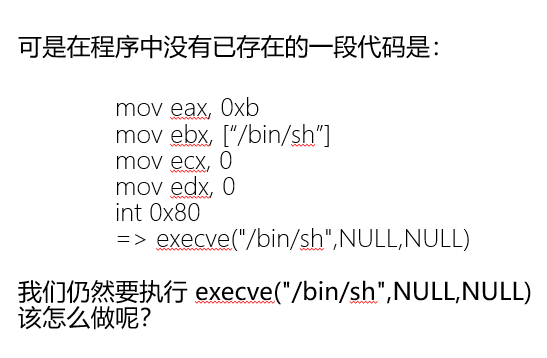 可是在程序中没有已存在的一段代码是：
mov eax, 0xb
mov ebx, [“/bin/sh”]
mov ecx, 0
mov edx, 0
int 0x80
=> execve("/bin/sh",NULL,NULL)
我们仍然要执行 execve("/bin/sh",NULL,NULL)
该怎么做呢？